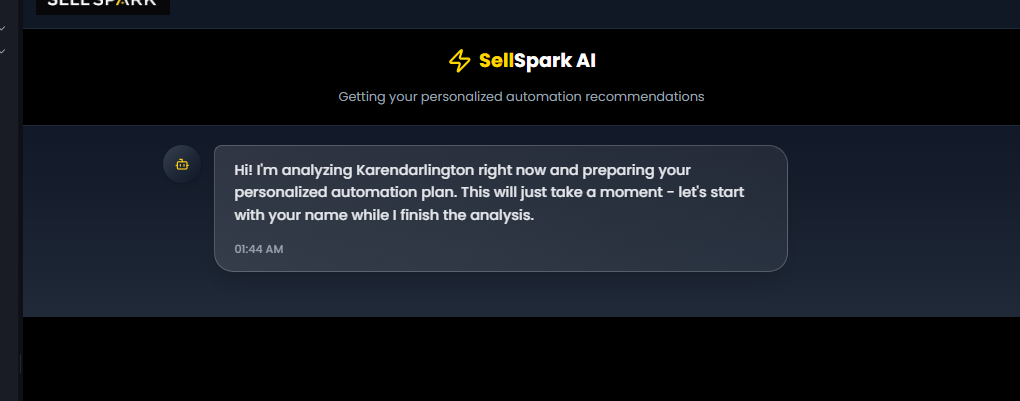 SELLSPARK
SellSpark AI
Getting your personalized automation recommendations
Hi! I'm analyzing Karendarlington right now and preparing your
personalized automation plan. This will just take a moment - let's start
with your name while I finish the analysis.
01:44 AM